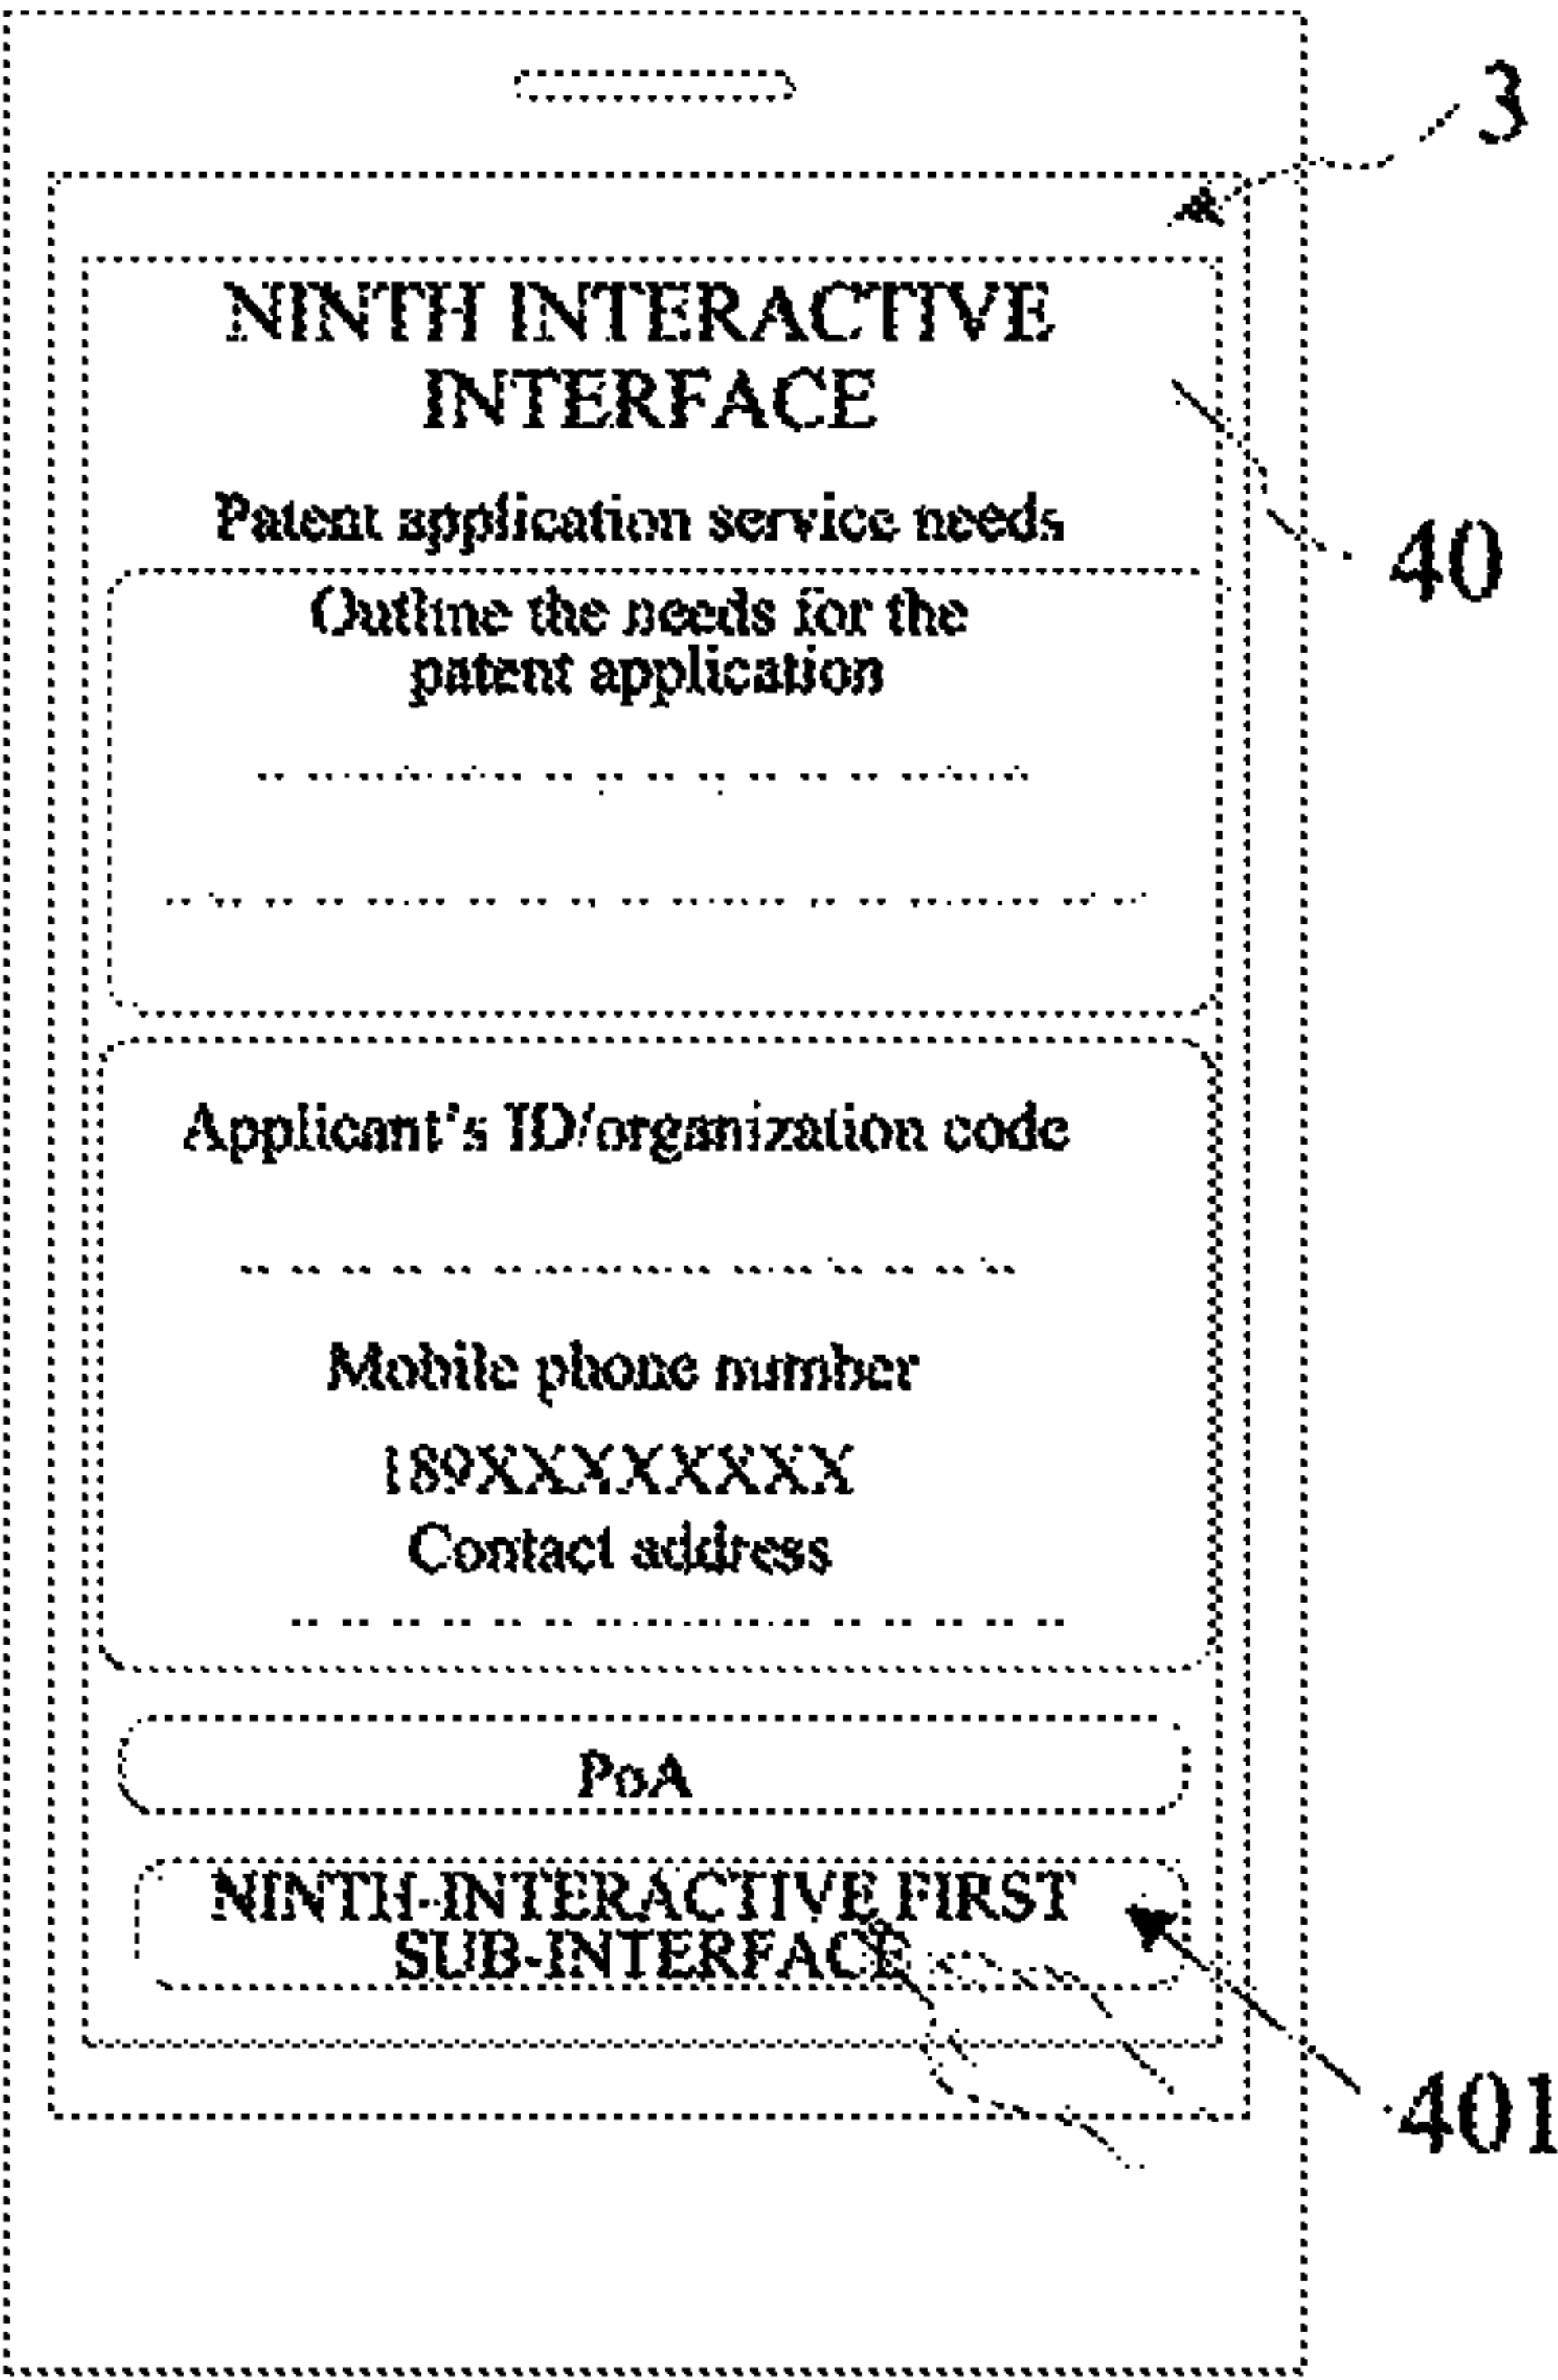 3
NINTH INTERACTIVE
INTERFACE
40
Patent application service needs
Outline the needs for the
patent application
Applicant's ID/organization code
Mobile phone number
189XXXXXXXX
Contact address
PoA
NINTH-INTERACTIVE FIRST
SUB-INTERFACE
401